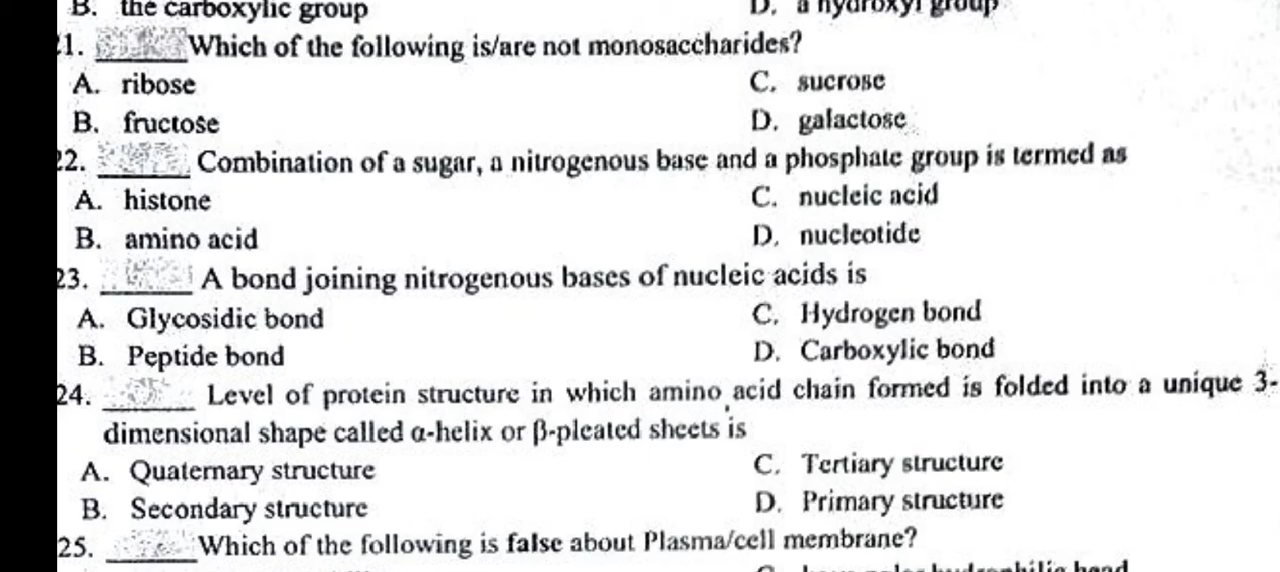 B. the carboxylic group D. a hydroxyl group
21. Which of the following is/are not monosaccharides?
A. ribose C. sucrose
B. fructose D. galactose
22. Combination of a sugar, a nitrogenous base and a phosphate group is termed as
A. histone C. nucleic acid
B. amino acid D. nucleotide
23. A bond joining nitrogenous bases of nucleic acids is
A. Glycosidic bond C. Hydrogen bond
B. Peptide bond D. Carboxylic bond
24. Level of protein structure in which amino acid chain formed is folded into a unique 3-
dimensional shape called α-helix or β-pleated sheets is
A. Quaternary structure C. Tertiary structure
B. Secondary structure D. Primary structure
25. Which of the following is false about Plasma/cell membrane?
polar hydrophilic head